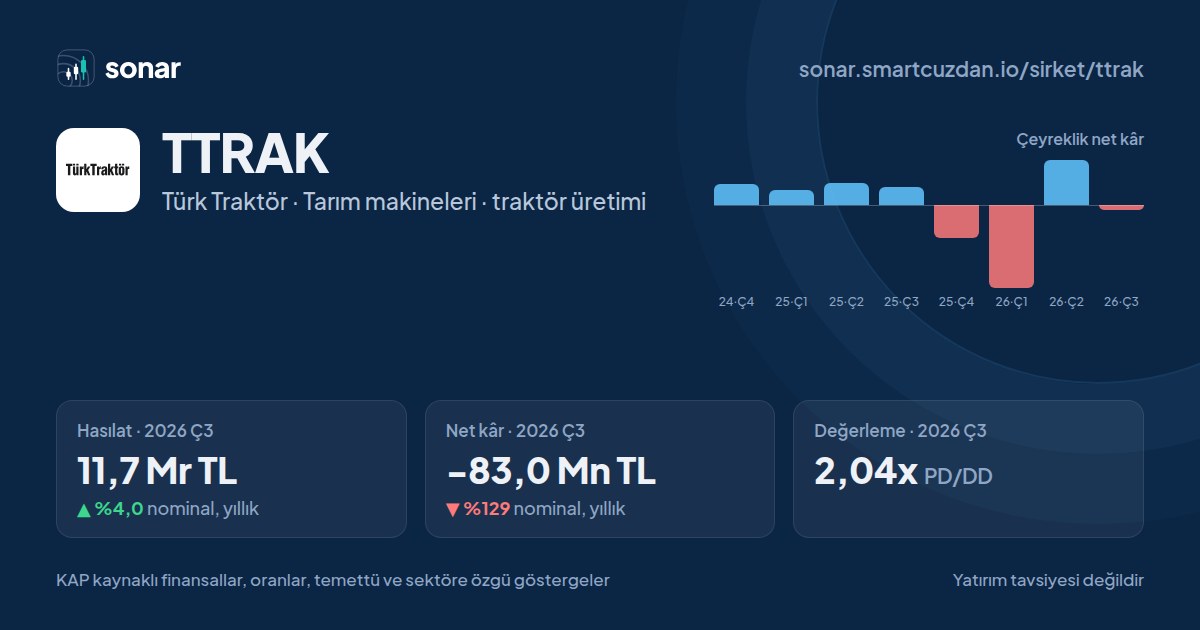 sonar
sonar.smartcuzdan.io/sirket/ttrak
TürkTraktör
TTRAK
Türk Traktör · Tarım makineleri · traktör üretimi
Çeyreklik net kâr
24-Ç4 25-Ç1 25-Ç2 25-Ç3 25-Ç4 26-Ç1 26-Ç2 26-Ç3
Hasılat · 2026 Ç3
11,7 Mr TL
▲ %4,0 nominal, yıllık
Net kâr · 2026 Ç3
−83,0 Mn TL
▼ %129 nominal, yıllık
Değerleme · 2026 Ç3
2,04x PD/DD
KAP kaynaklı finansallar, oranlar, temettü ve sektöre özgü göstergeler
Yatırım tavsiyesi değildir